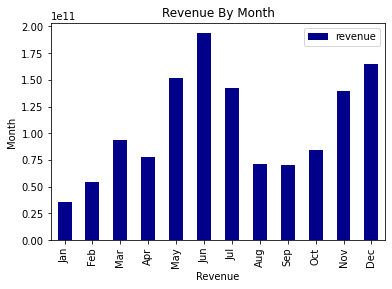 Revenue By Month
1e11
revenue
2.00
1.75
1.50
1.25
1.00
0.75
0.50
0.25
0.00
Month
Jan Feb Mar Apr May Jun Jul Aug Sep Oct Nov Dec
Revenue